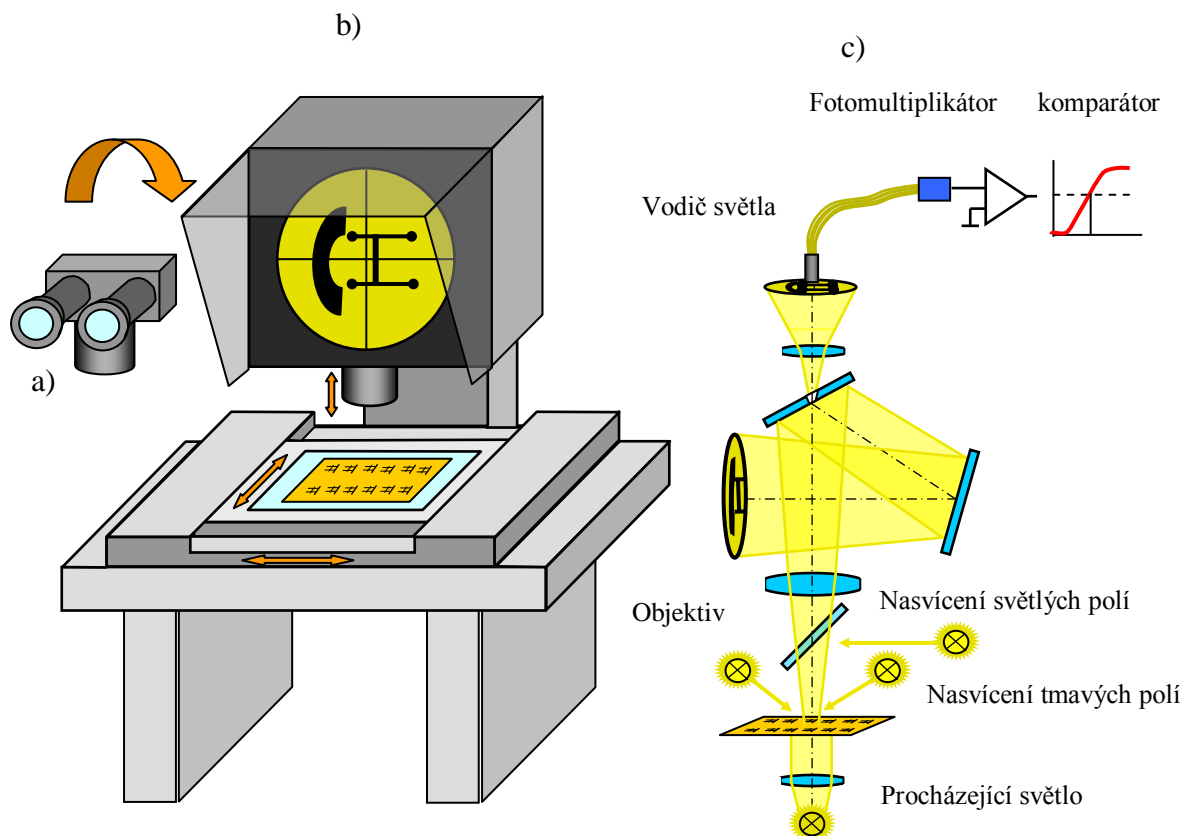 b)
c)
Fotomultiplikátor
komparátor
Vodič světla
a)
Objektiv
Nasvícení světlých polí
Nasvícení tmavých polí
Procházející světlo